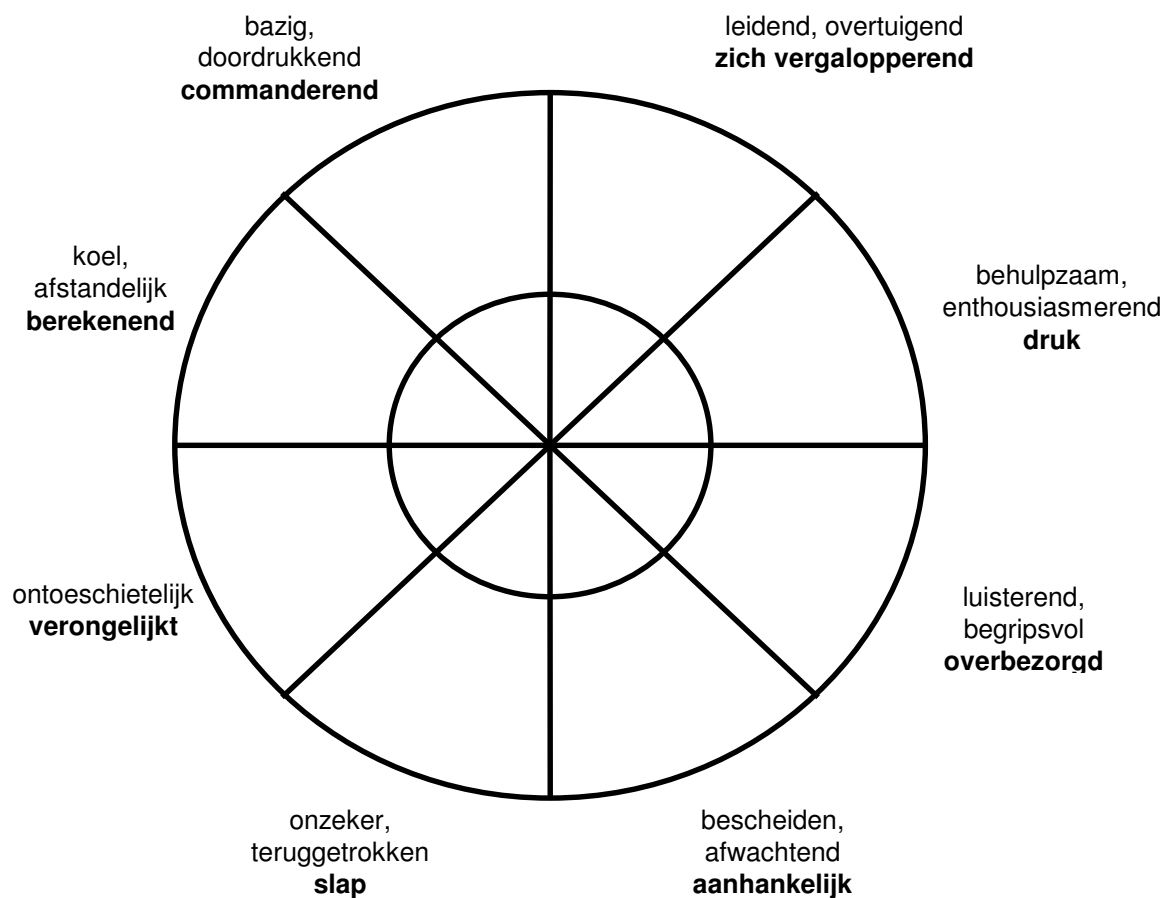 bazig,
doordrukkend
commanderend
leidend, overtuigend
zich vergalopperend
koel,
afstandelijk
berekenend
behulpzaam,
enthousiasmerend
druk
ontoeschietelijk
verongelijkt
luisterend,
begripsvol
overbezorgd
onzeker,
teruggetrokken
slap
bescheiden,
afwachtend
aanhankelijk